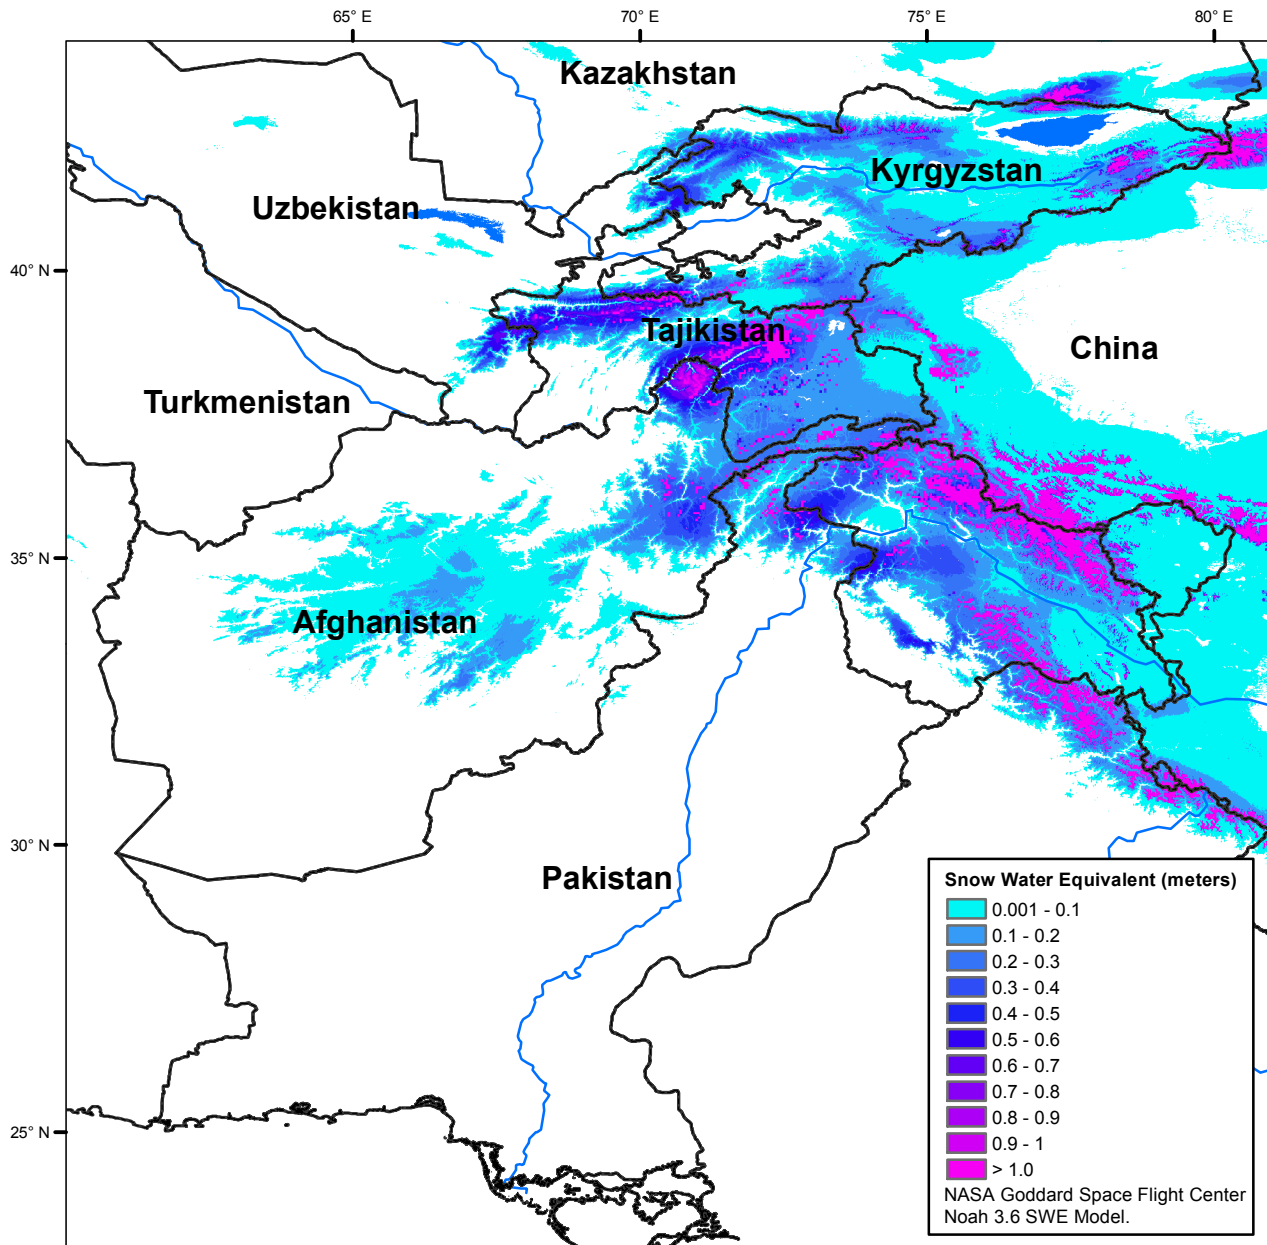 65° E
70° E
75° E
80° E
Kazakhstan
Kyrgyzstan
Uzbekistan
40° N
Tajikistan
China
Turkmenistan
35° N
Afghanistan
30° N
Pakistan
25° N
Snow Water Equivalent (meters)
0.001 - 0.1
0.1 - 0.2
0.2 - 0.3
0.3 - 0.4
0.4 - 0.5
0.5 - 0.6
0.6 - 0.7
0.7 - 0.8
0.8 - 0.9
0.9 - 1
> 1.0
NASA Goddard Space Flight Center
Noah 3.6 SWE Model.